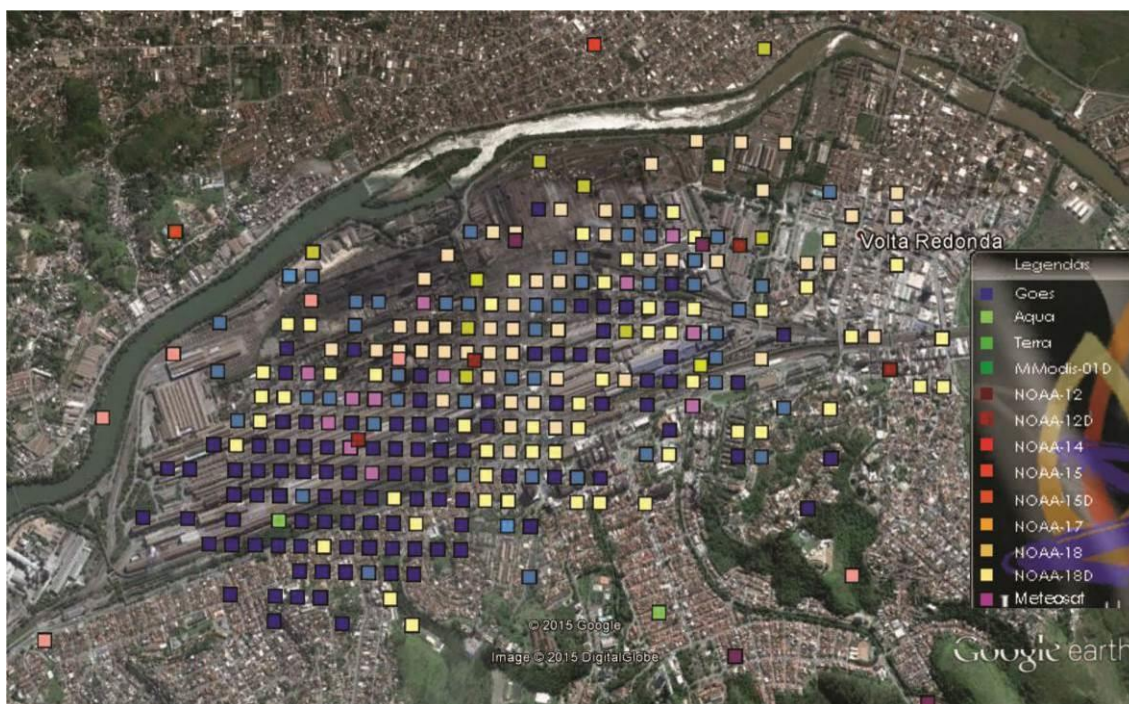 Volta Redonda
Legendas
Goes
Aqua
Terra
MModis-01D
NOAA-12
NOAA-12D
NOAA-14
NOAA-15
NOAA-15D
NOAA-17
NOAA-18
NOAA-18D
Meteosat
© 2015 Google
Image © 2015 DigitalGlobe
Google earth